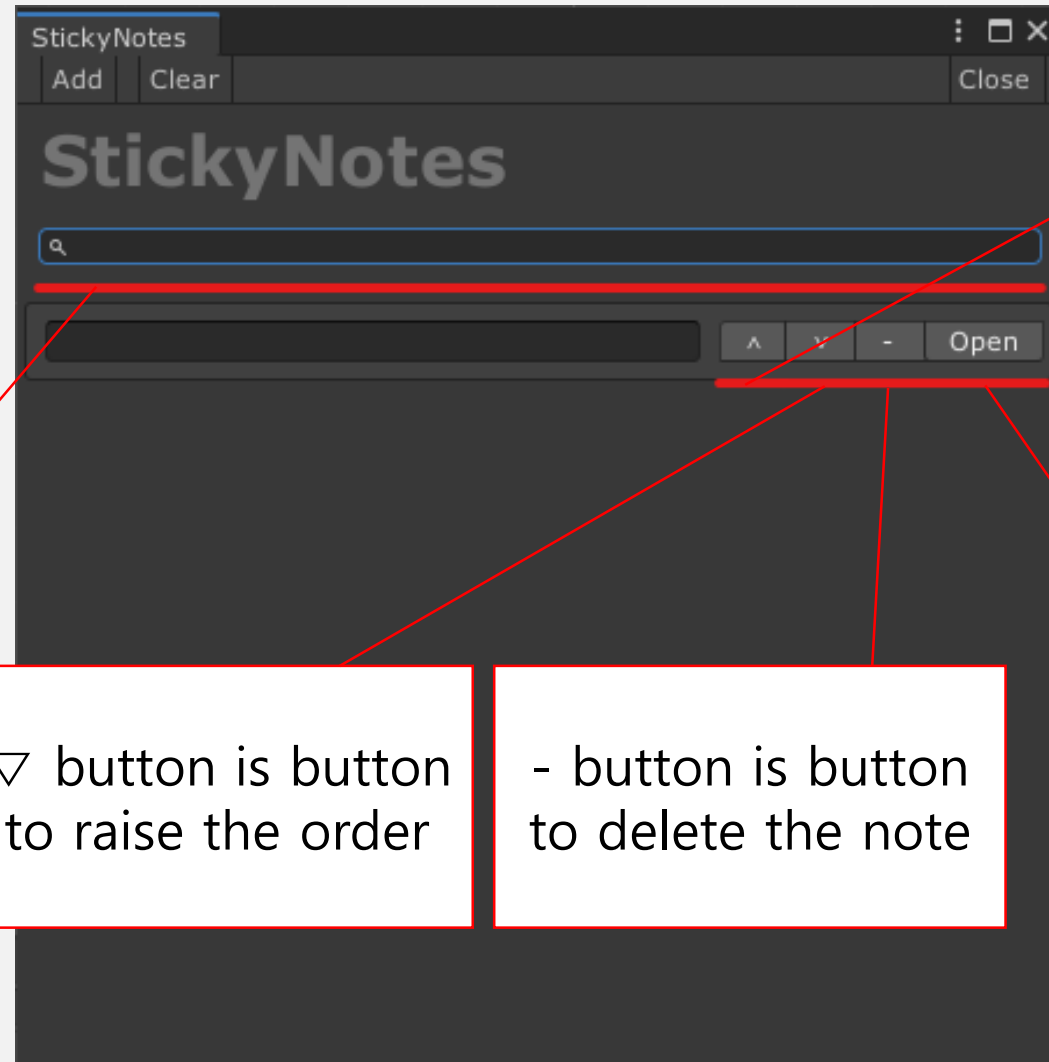 StickyNotes
Add Clear Close
StickyNotes
^ v - Open
▽ button is button
to raise the order
- button is button
to delete the note